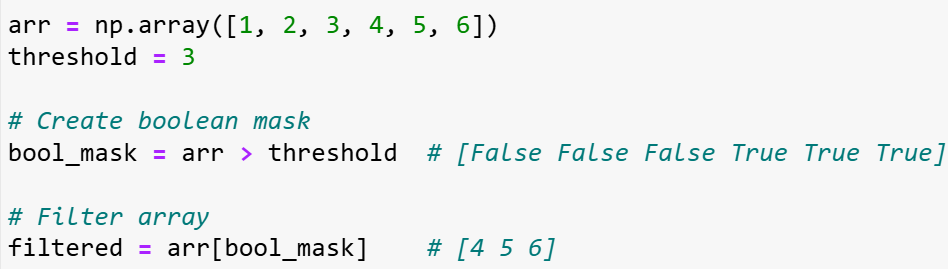 arr = np.array([1, 2, 3, 4, 5, 6])
threshold = 3
# Create boolean mask
bool_mask = arr > threshold  # [False False False True True True]
# Filter array
filtered = arr[bool_mask]    # [4 5 6]